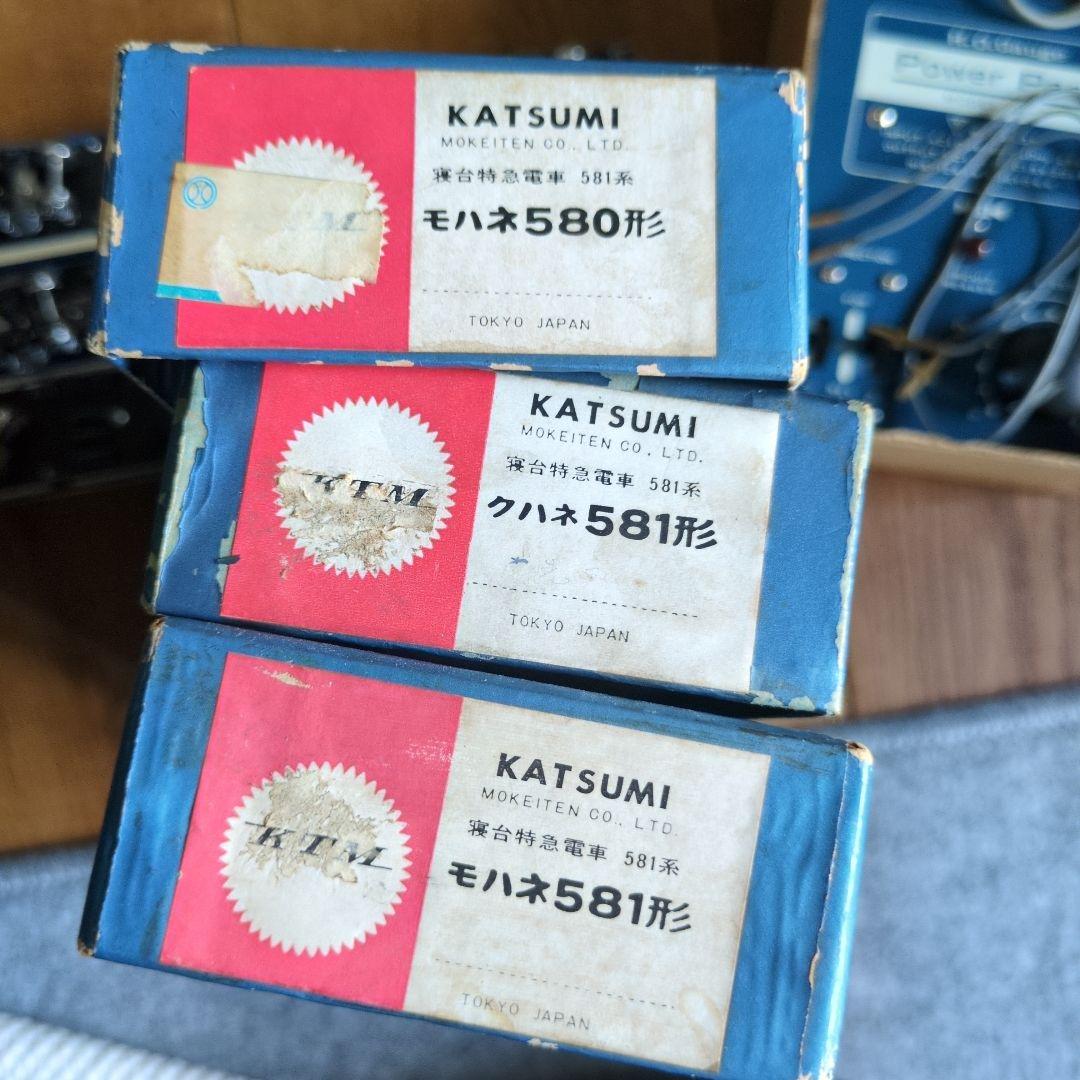 KATSUMI
MOKEITEN CO., LTD.
寝台特急電車 581系
モハネ580形
TOKYO JAPAN
KATSUMI
MOKEITEN CO., LTD.
寝台特急電車 581系
クハネ581形
KTM
TOKYO JAPAN
KATSUMI
MOKEITEN CO., LTD.
寝台特急電車 581系
モハネ581形
KTM
TOKYO JAPAN
Power